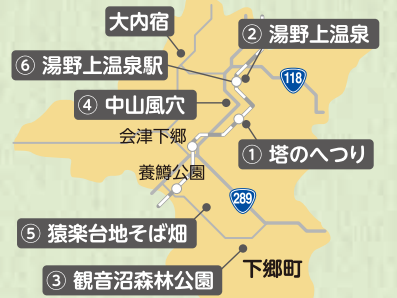 大内宿
② 湯野上温泉
⑥ 湯野上温泉駅
118
④ 中山風穴
会津下郷
① 塔のへつり
養鱒公園
289
⑤ 猿楽台地そば畑
下郷町
③ 観音沼森林公園